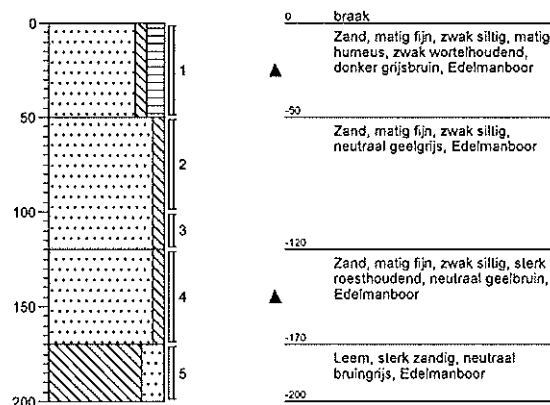 0
50
100
150
200
1
2
3
4
5
0 braak
Zand, matig fijn, zwak siltig, matig
humeus, zwak wortelhoudend,
donker grijsbruin, Edelmanboor
-50
Zand, matig fijn, zwak siltig,
neutraal geelgrijs, Edelmanboor
-120
Zand, matig fijn, zwak siltig, sterk
roesthoudend, neutraal geelbruin,
Edelmanboor
-170
Leem, sterk zandig, neutraal
bruingrijs, Edelmanboor
-200